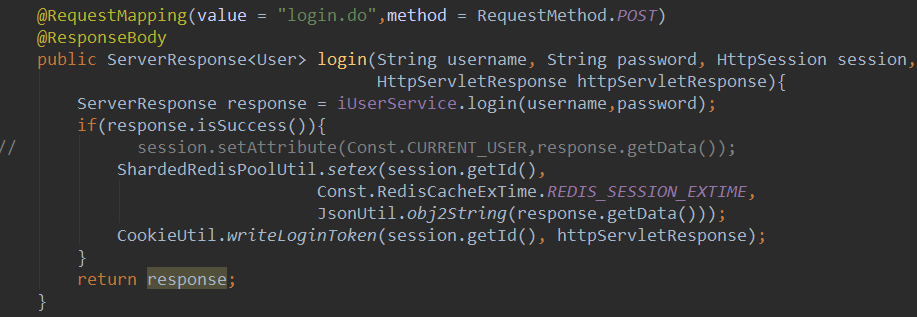 @RequestMapping(value = "login.do",method = RequestMethod.POST)
@ResponseBody
public ServerResponse<User> login(String username, String password, HttpSession session,
HttpServletResponse httpServletResponse){
ServerResponse response = iUserService.login(username,password);
if(response.isSuccess()){
// session.setAttribute(Const.CURRENT_USER,response.getData());
ShardedRedisPoolUtil.setex(session.getId(),
Const.RedisCacheExTime.REDIS_SESSION_EXTIME,
JsonUtil.obj2String(response.getData()));
CookieUtil.writeLoginToken(session.getId(), httpServletResponse);
}
return response;
}